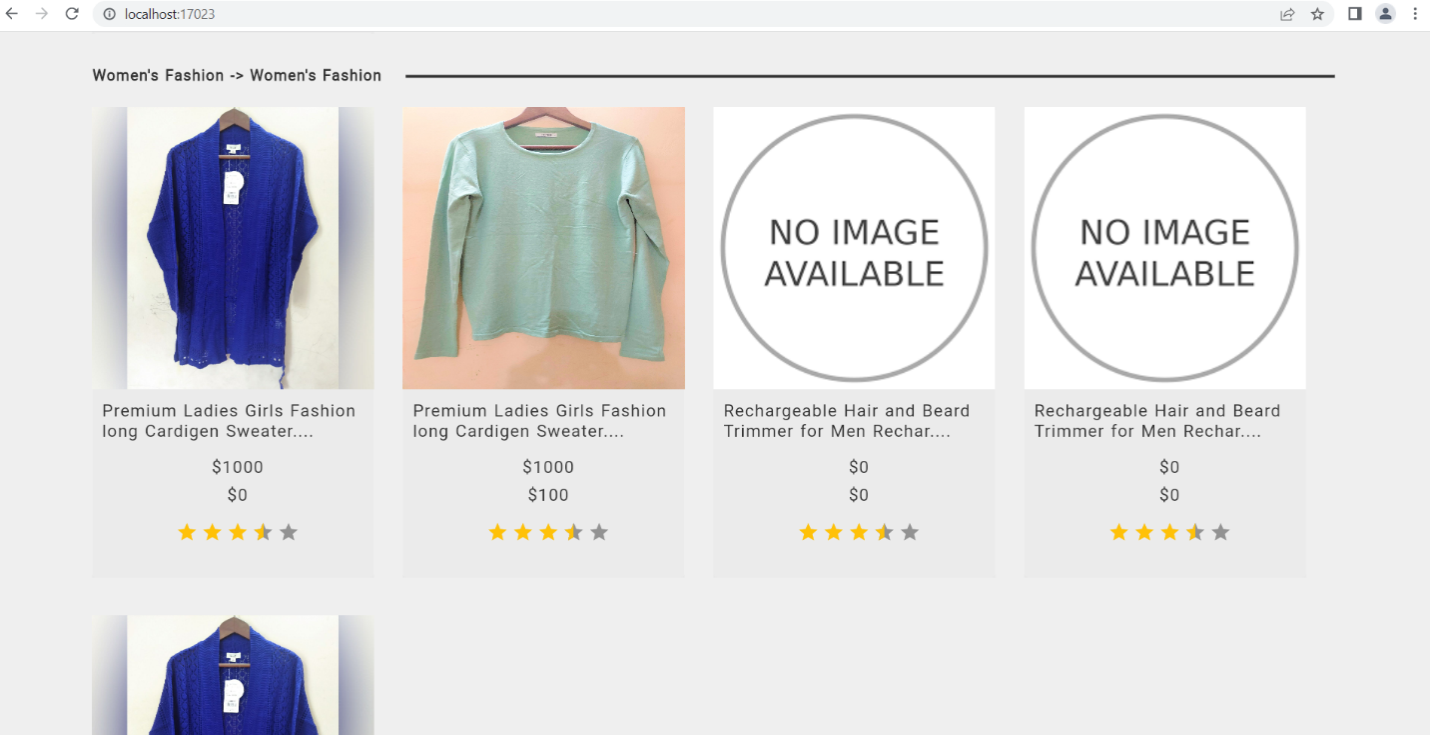 localhost:17023
Women's Fashion -> Women's Fashion
NO IMAGE
AVAILABLE
NO IMAGE
AVAILABLE
Premium Ladies Girls Fashion
long Cardigen Sweater....
$1000
$0
Premium Ladies Girls Fashion
long Cardigen Sweater....
$1000
$100
Rechargeable Hair and Beard
Trimmer for Men Rechar....
$0
$0
Rechargeable Hair and Beard
Trimmer for Men Rechar....
$0
$0